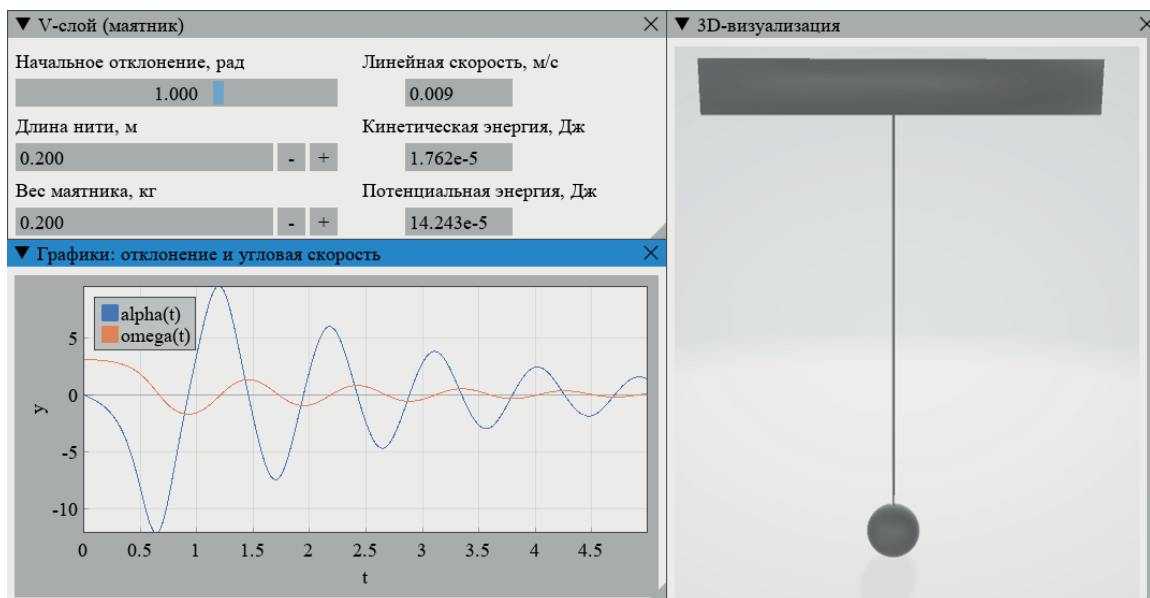 ▼ V-слой (маятник)
Начальное отклонение, рад
1.000
Длина нити, м
0.200 - +
Вес маятника, кг
0.200 - +
Линейная скорость, м/с
0.009
Кинетическая энергия, Дж
1.762e-5
Потенциальная энергия, Дж
14.243e-5
▼ Графики: отклонение и угловая скорость
alpha(t)
omega(t)
y
5
0
-5
-10
0 0.5 1 1.5 2 2.5 3 3.5 4 4.5
t
▼ 3D-визуализация